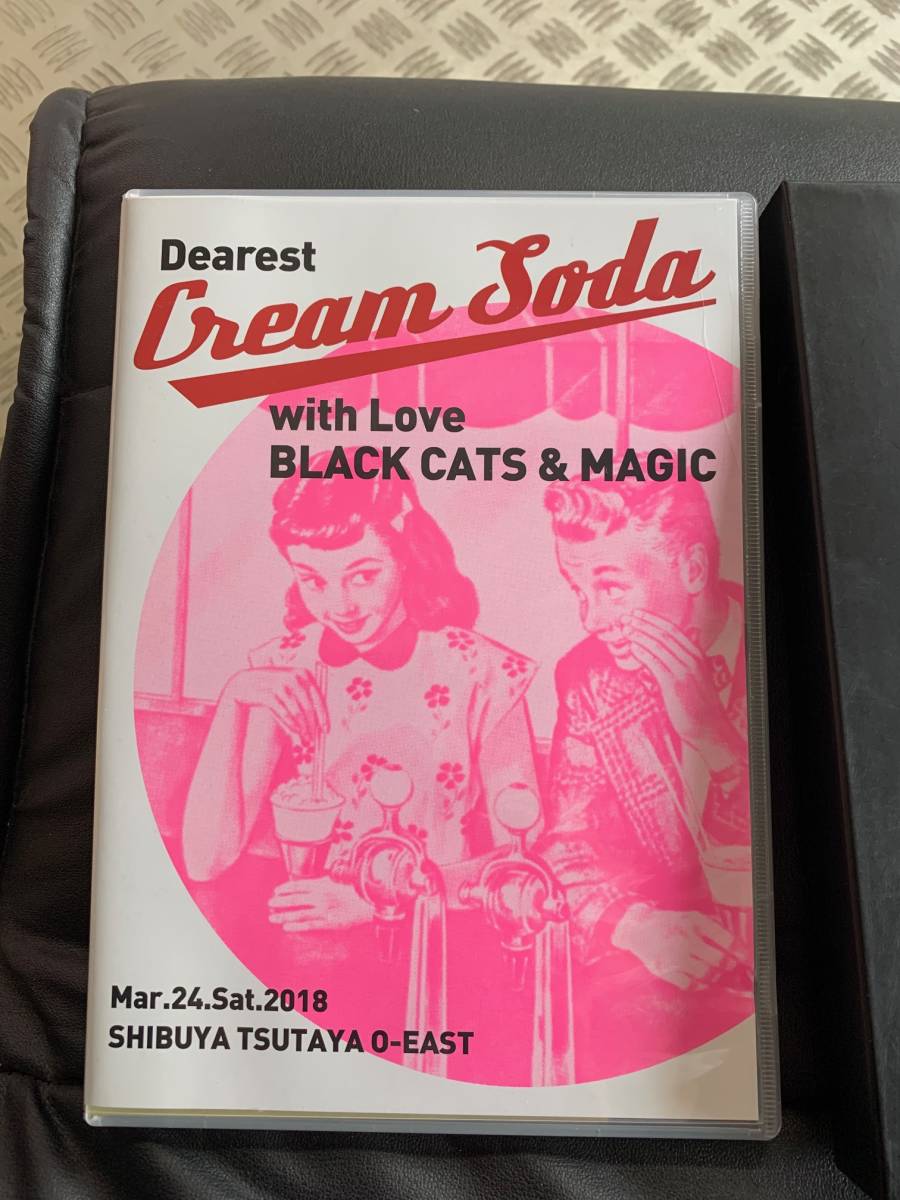 Dearest
Cream Soda
with Love
BLACK CATS & MAGIC
Mar.24.Sat.2018
SHIBUYA TSUTAYA O-EAST